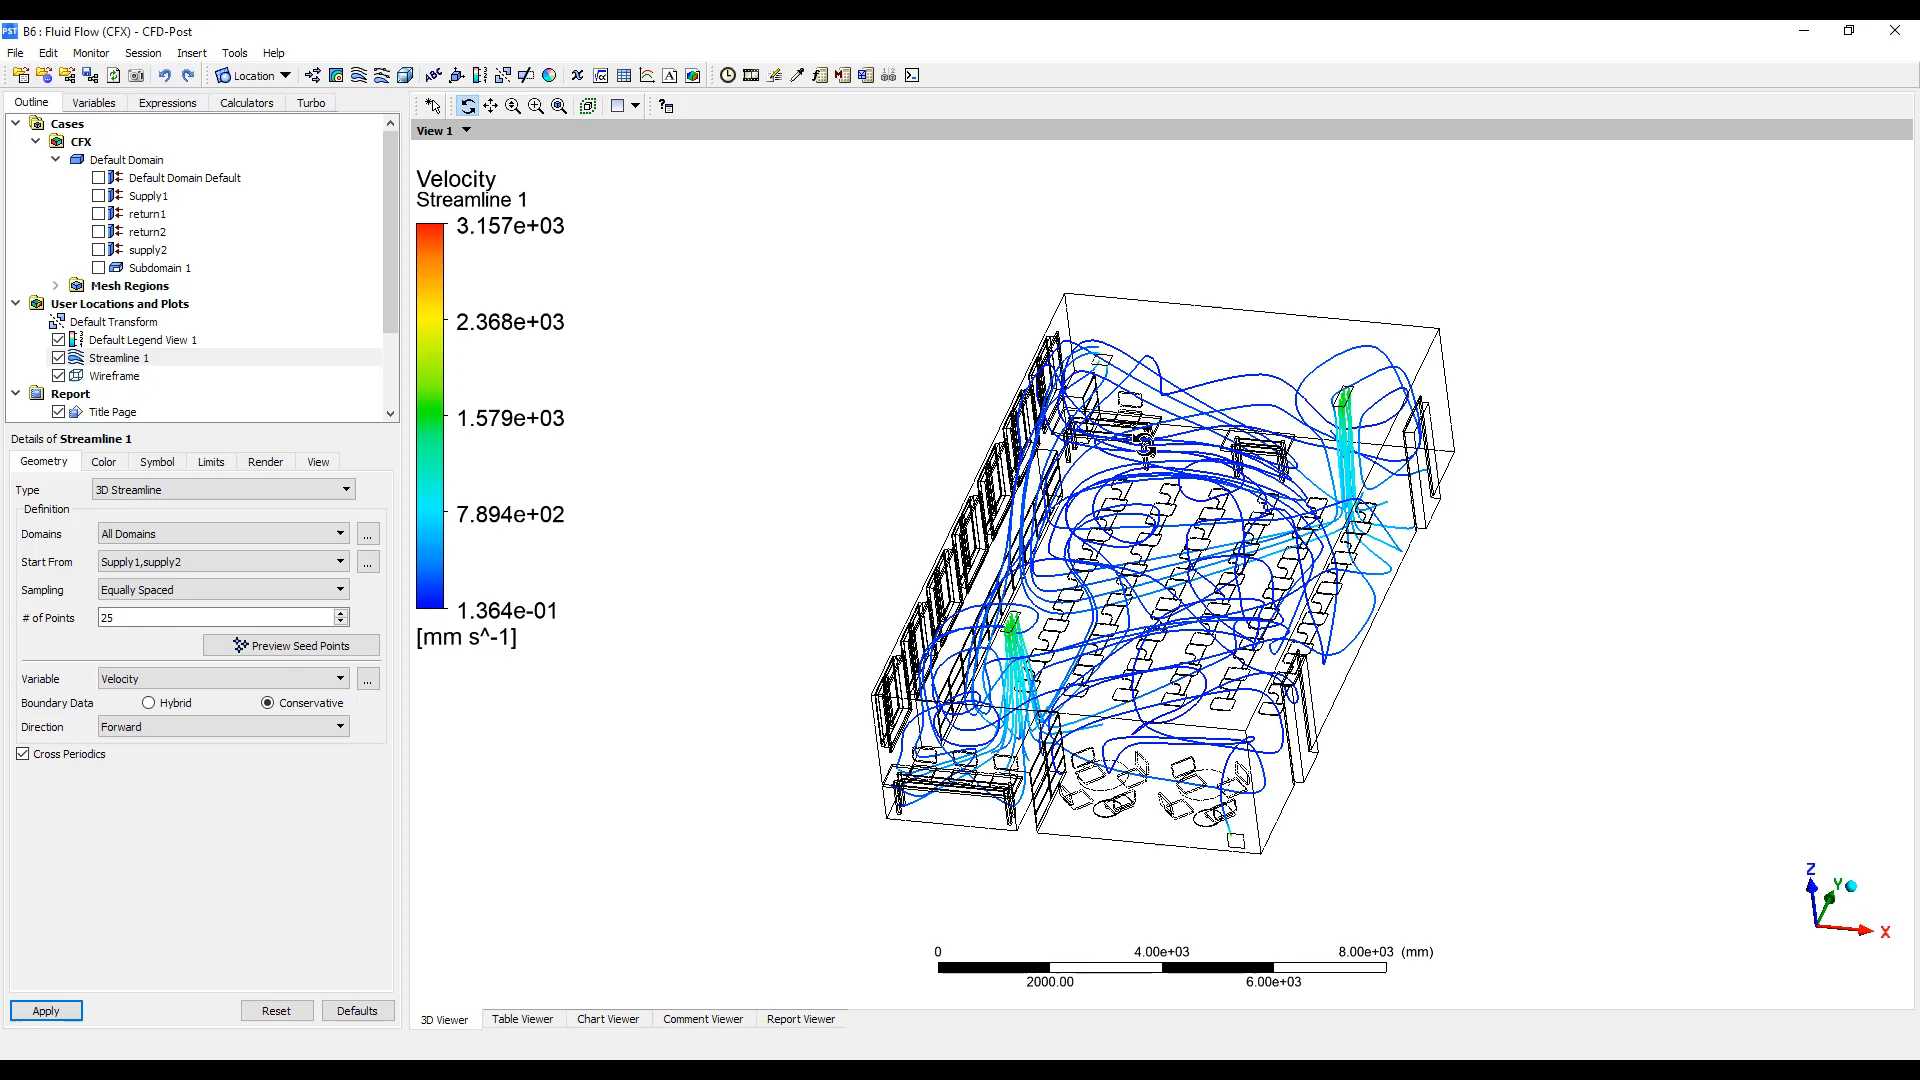 PST B6 : Fluid Flow (CFX) - CFD-Post
File Edit Monitor Session Insert Tools Help
Location
Outline Variables Expressions Calculators Turbo
Cases
CFX
Default Domain
Default Domain Default
Supply1
return1
return2
supply2
Subdomain 1
Mesh Regions
User Locations and Plots
Default Transform
Default Legend View 1
Streamline 1
Wireframe
Report
Title Page
Details of Streamline 1
Geometry Color Symbol Limits Render View
Type 3D Streamline
Definition
Domains All Domains ...
Start From Supply1,supply2 ...
Sampling Equally Spaced
# of Points 25
Preview Seed Points
Variable Velocity ...
Boundary Data Hybrid Conservative
Direction Forward
Cross Periodics
Apply Reset Defaults
View 1
Velocity
Streamline 1
3.157e+03
2.368e+03
1.579e+03
7.894e+02
1.364e-01
[mm s^-1]
Z
Y
X
0 4.00e+03 8.00e+03 (mm)
2000.00 6.00e+03
3D Viewer Table Viewer Chart Viewer Comment Viewer Report Viewer